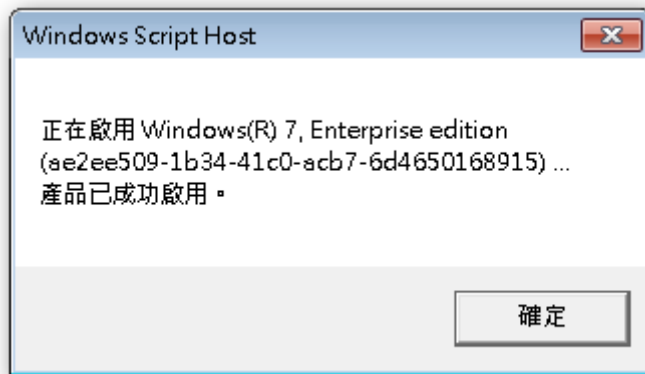 Windows Script Host
正在啟用 Windows(R) 7, Enterprise edition
(ae2ee509-1b34-41c0-acb7-6d4650168915) ...
產品已成功啟用。
確定